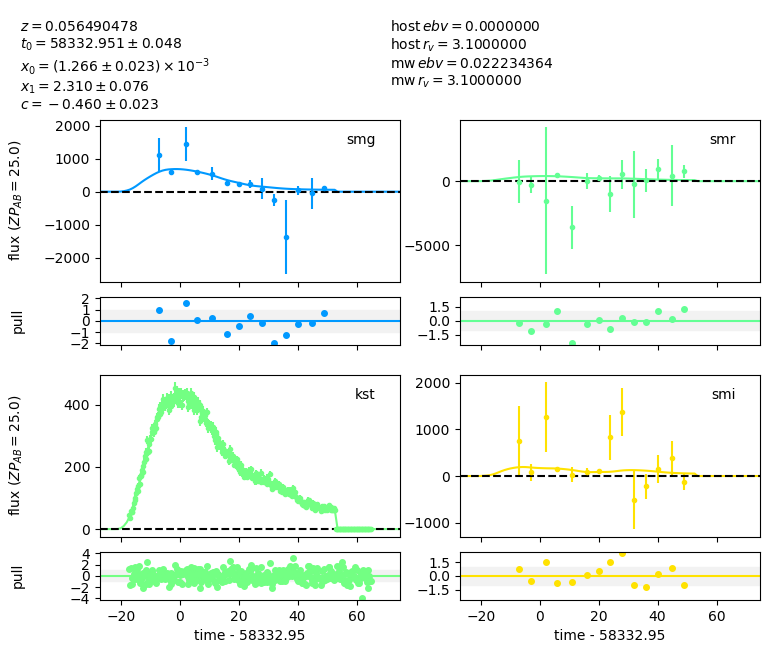 z = 0.056490478
t₀ = 58332.951 ± 0.048
x₀ = (1.266 ± 0.023) × 10⁻³
x₁ = 2.310 ± 0.076
c = −0.460 ± 0.023
host ebv = 0.0000000
host r_v = 3.1000000
mw ebv = 0.022234364
mw r_v = 3.1000000
smg
2000
1000
0
−1000
−2000
flux (ZP_AB = 25.0)
smr
0
−5000
2
1
0
−1
−2
pull
1.5
0.0
−1.5
kst
400
200
0
flux (ZP_AB = 25.0)
smi
2000
1000
0
−1000
4
2
0
−2
−4
pull
−20 0 20 40 60
time - 58332.95
1.5
0.0
−1.5
−20 0 20 40 60
time - 58332.95